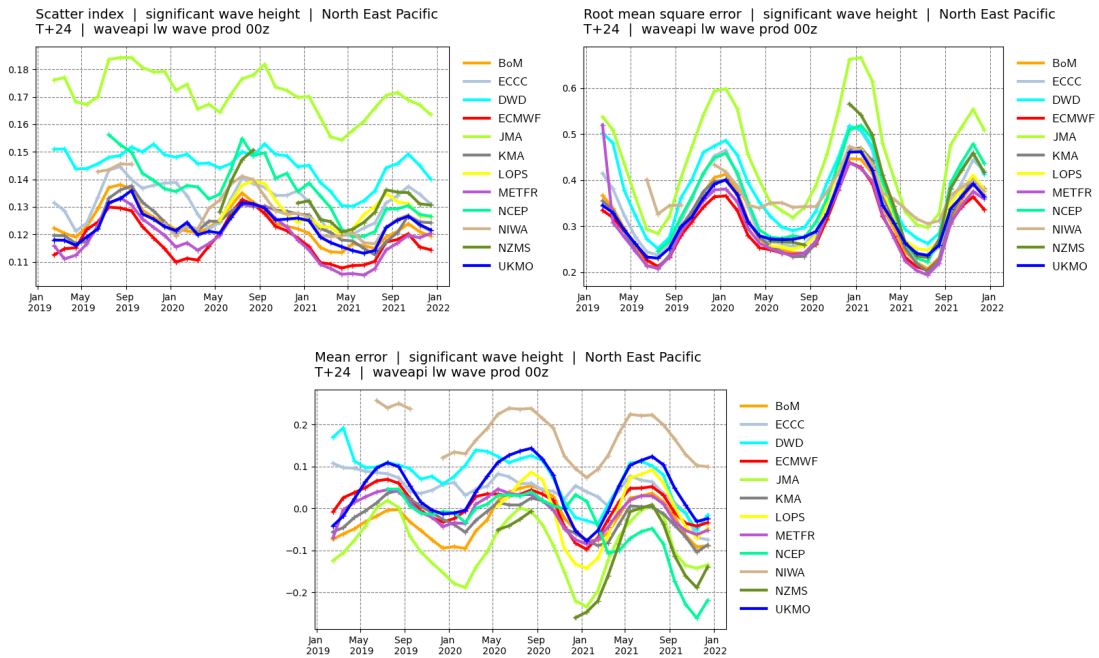 Scatter index | significant wave height | North East Pacific
T+24 | waveapi lw wave prod 00z
0.18
0.17
0.16
0.15
0.14
0.13
0.12
0.11
Jan 2019
May 2019
Sep 2019
Jan 2020
May 2020
Sep 2020
Jan 2021
May 2021
Sep 2021
Jan 2022
BoM
ECCC
DWD
ECMWF
JMA
KMA
LOPS
METFR
NCEP
NIWA
NZMS
UKMO
Root mean square error | significant wave height | North East Pacific
T+24 | waveapi lw wave prod 00z
0.6
0.5
0.4
0.3
0.2
Jan 2019
May 2019
Sep 2019
Jan 2020
May 2020
Sep 2020
Jan 2021
May 2021
Sep 2021
Jan 2022
BoM
ECCC
DWD
ECMWF
JMA
KMA
LOPS
METFR
NCEP
NIWA
NZMS
UKMO
Mean error | significant wave height | North East Pacific
T+24 | waveapi lw wave prod 00z
0.2
0.1
0.0
−0.1
−0.2
Jan 2019
May 2019
Sep 2019
Jan 2020
May 2020
Sep 2020
Jan 2021
May 2021
Sep 2021
Jan 2022
BoM
ECCC
DWD
ECMWF
JMA
KMA
LOPS
METFR
NCEP
NIWA
NZMS
UKMO